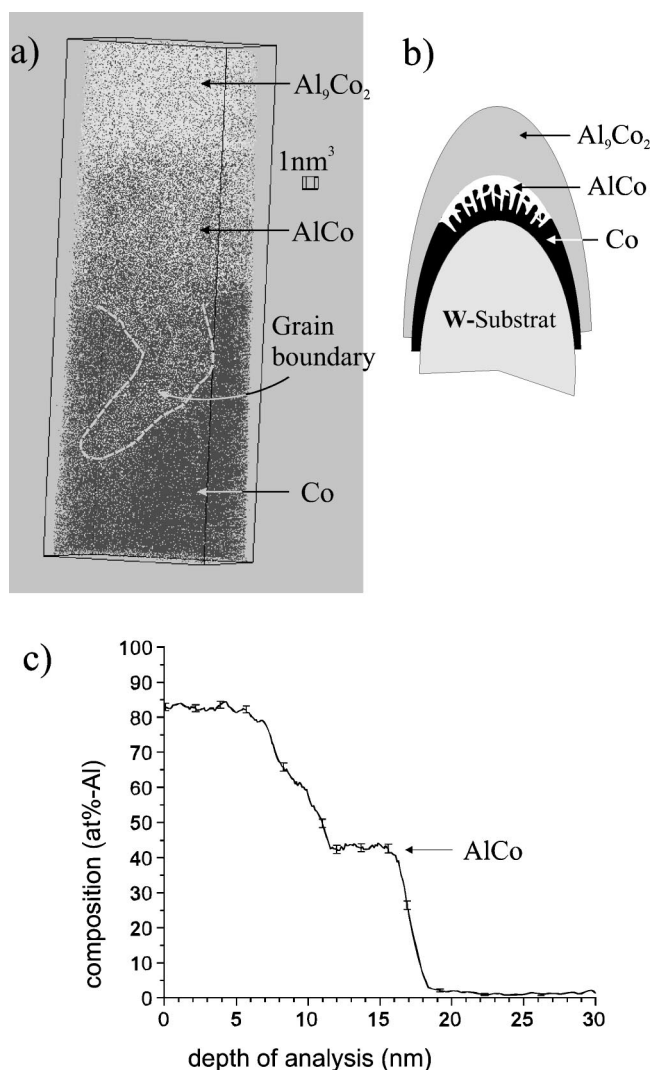 a)
Al₉Co₂
1nm³
AlCo
Grain
boundary
Co
b)
Al₉Co₂
AlCo
Co
W-Substrat
c)
composition (at%-Al)
100
90
80
70
60
50
40
30
20
10
0
AlCo
0 5 10 15 20 25 30
depth of analysis (nm)